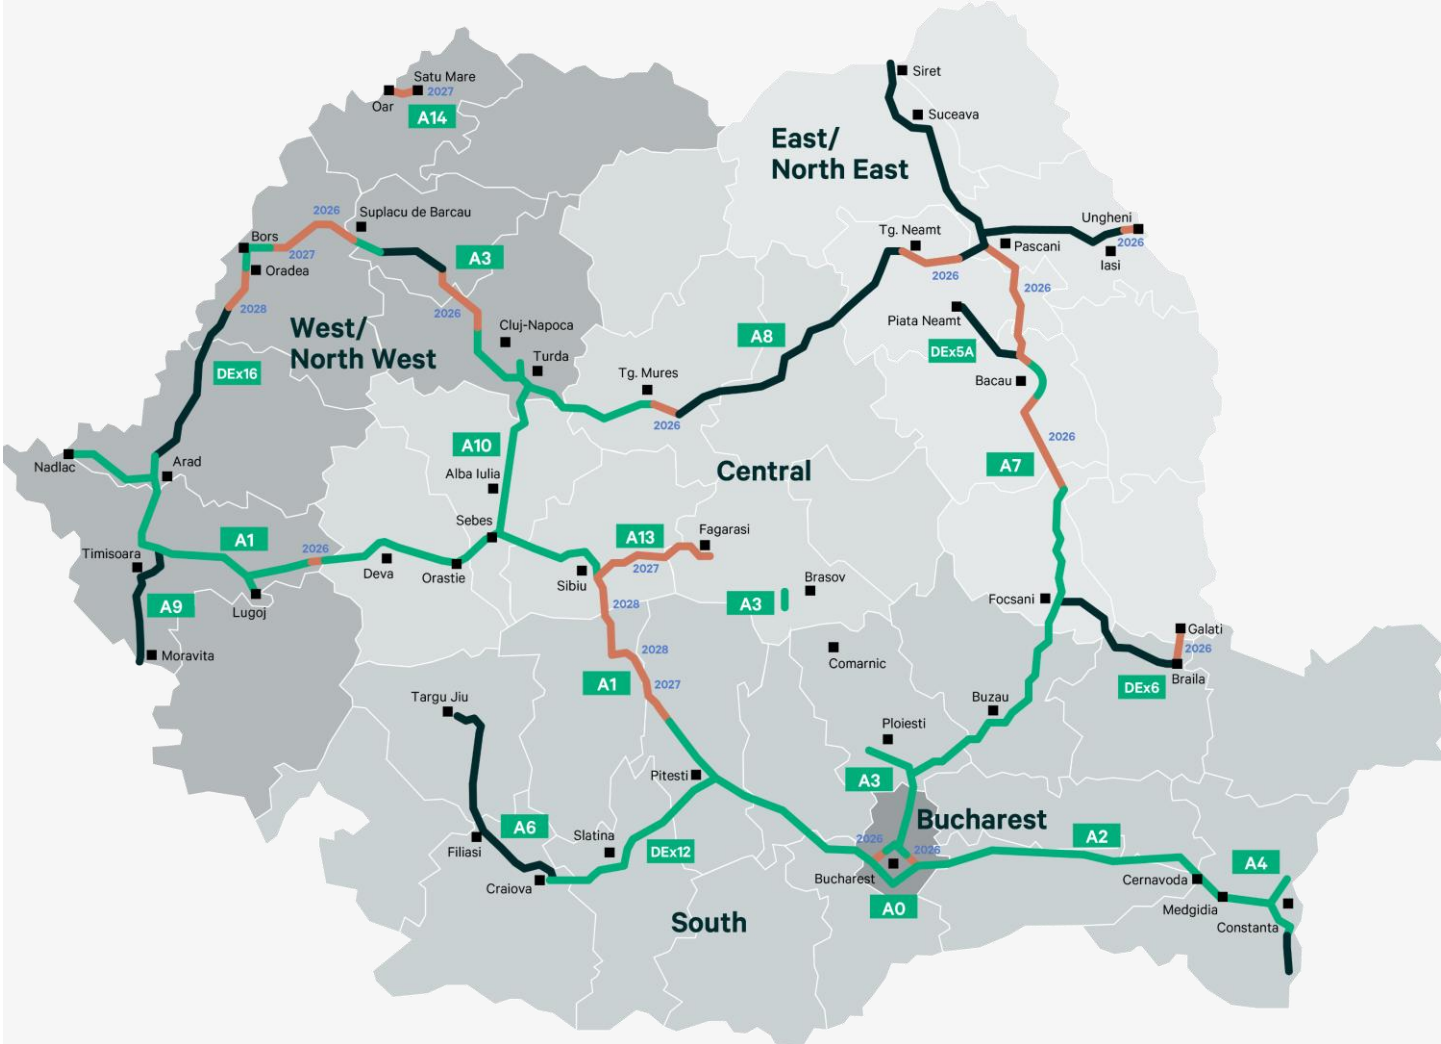 Siret
Satu Mare
2027
Oar
A14
Suceava
East/
North East
2026
Suplacu de Barcau
Ungheni
Tg. Neamt
Bors
2027
A3
Pascani
2026
Iasi
Oradea
2026
2026
2028
2026
Piata Neamt
West/
North West
Cluj-Napoca
A8
DEx5A
Turda
DEx16
Tg. Mures
Bacau
2026
2026
A10
Nadlac
Arad
Alba Iulia
Central
A7
Sebes
A13
Fagarasi
A1
2026
Timisoara
Deva
Orastie
Sibiu
2027
Brasov
A9
Lugoj
2028
A3
Focsani
Galati
2026
Moravita
2028
Comarnic
Braila
A1
2027
DEx6
Targu Jiu
Buzau
Ploiesti
Pitesti
A3
Bucharest
A6
Slatina
2026
2026
A2
Filiasi
DEx12
A4
Craiova
Bucharest
Cernavoda
A0
Medgidia
South
Constanta